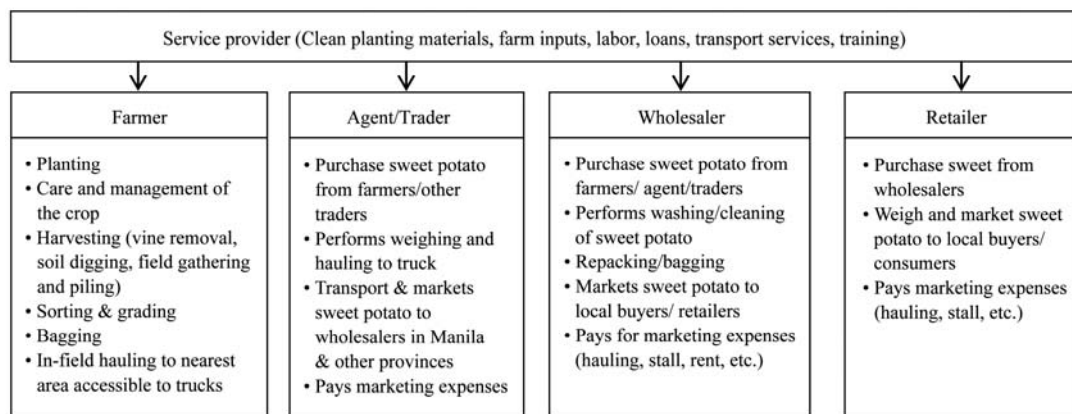 Service provider (Clean planting materials, farm inputs, labor, loans, transport services, training)
Farmer
• Planting
• Care and management of
the crop
• Harvesting (vine removal,
soil digging, field gathering
and piling)
• Sorting & grading
• Bagging
• In-field hauling to nearest
area accessible to trucks
Agent/Trader
• Purchase sweet potato
from farmers/other
traders
• Performs weighing and
hauling to truck
• Transport & markets
sweet potato to
wholesalers in Manila
& other provinces
• Pays marketing expenses
Wholesaler
• Purchase sweet potato from
farmers/ agent/traders
• Performs washing/cleaning
of sweet potato
• Repacking/bagging
• Markets sweet potato to
local buyers/ retailers
• Pays for marketing expenses
(hauling, stall, rent, etc.)
Retailer
• Purchase sweet from
wholesalers
• Weigh and market sweet
potato to local buyers/
consumers
• Pays marketing expenses
(hauling, stall, etc.)